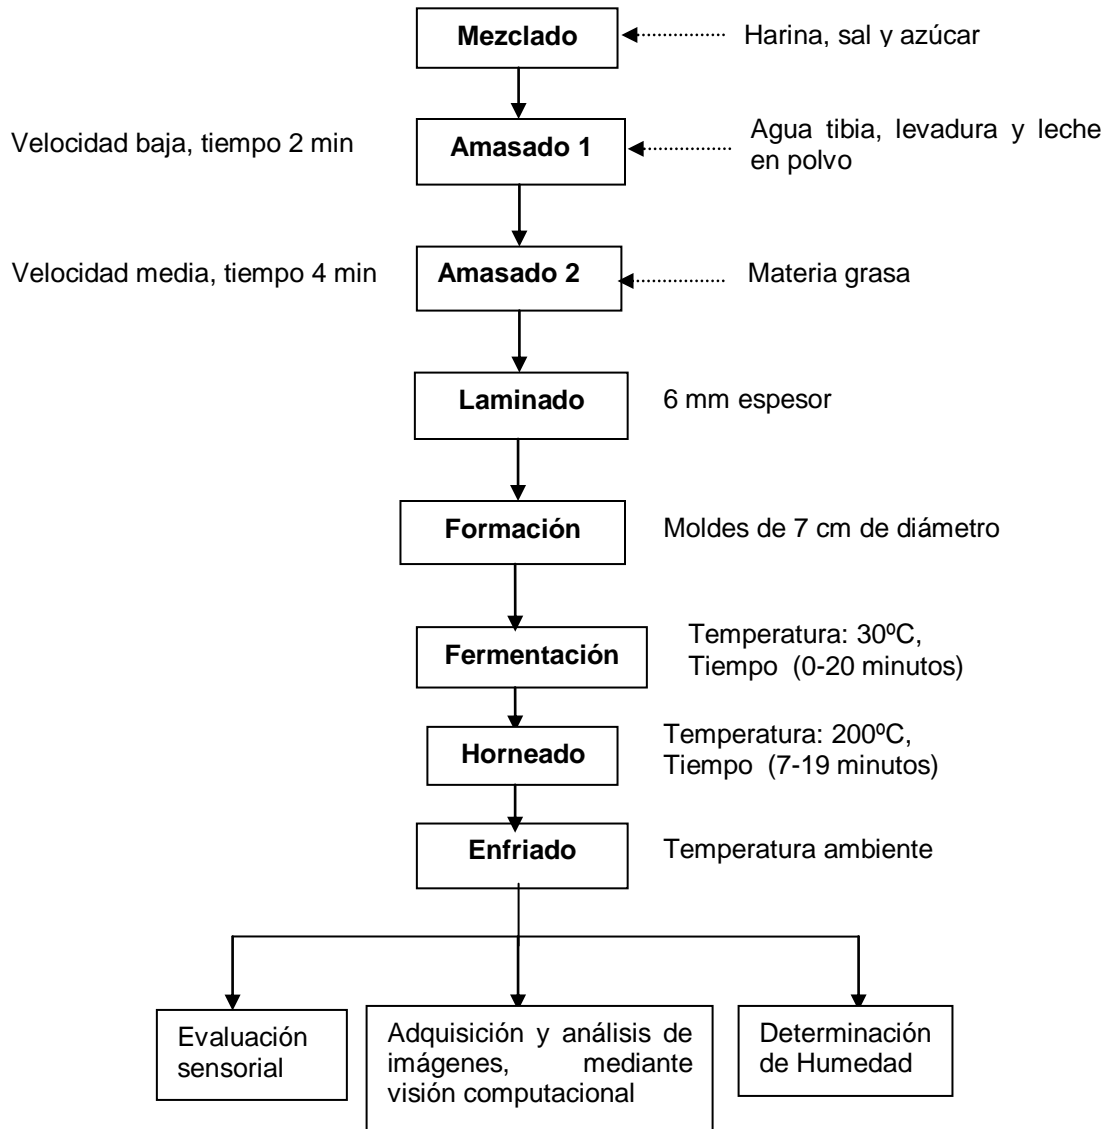 Mezclado
Harina, sal y azúcar
Velocidad baja, tiempo 2 min
Amasado 1
Agua tibia, levadura y leche
en polvo
Velocidad media, tiempo 4 min
Amasado 2
Materia grasa
Laminado
6 mm espesor
Formación
Moldes de 7 cm de diámetro
Fermentación
Temperatura: 30ºC,
Tiempo (0-20 minutos)
Horneado
Temperatura: 200ºC,
Tiempo (7-19 minutos)
Enfriado
Temperatura ambiente
Evaluación
sensorial
Adquisición y análisis de
imágenes, mediante
visión computacional
Determinación
de Humedad